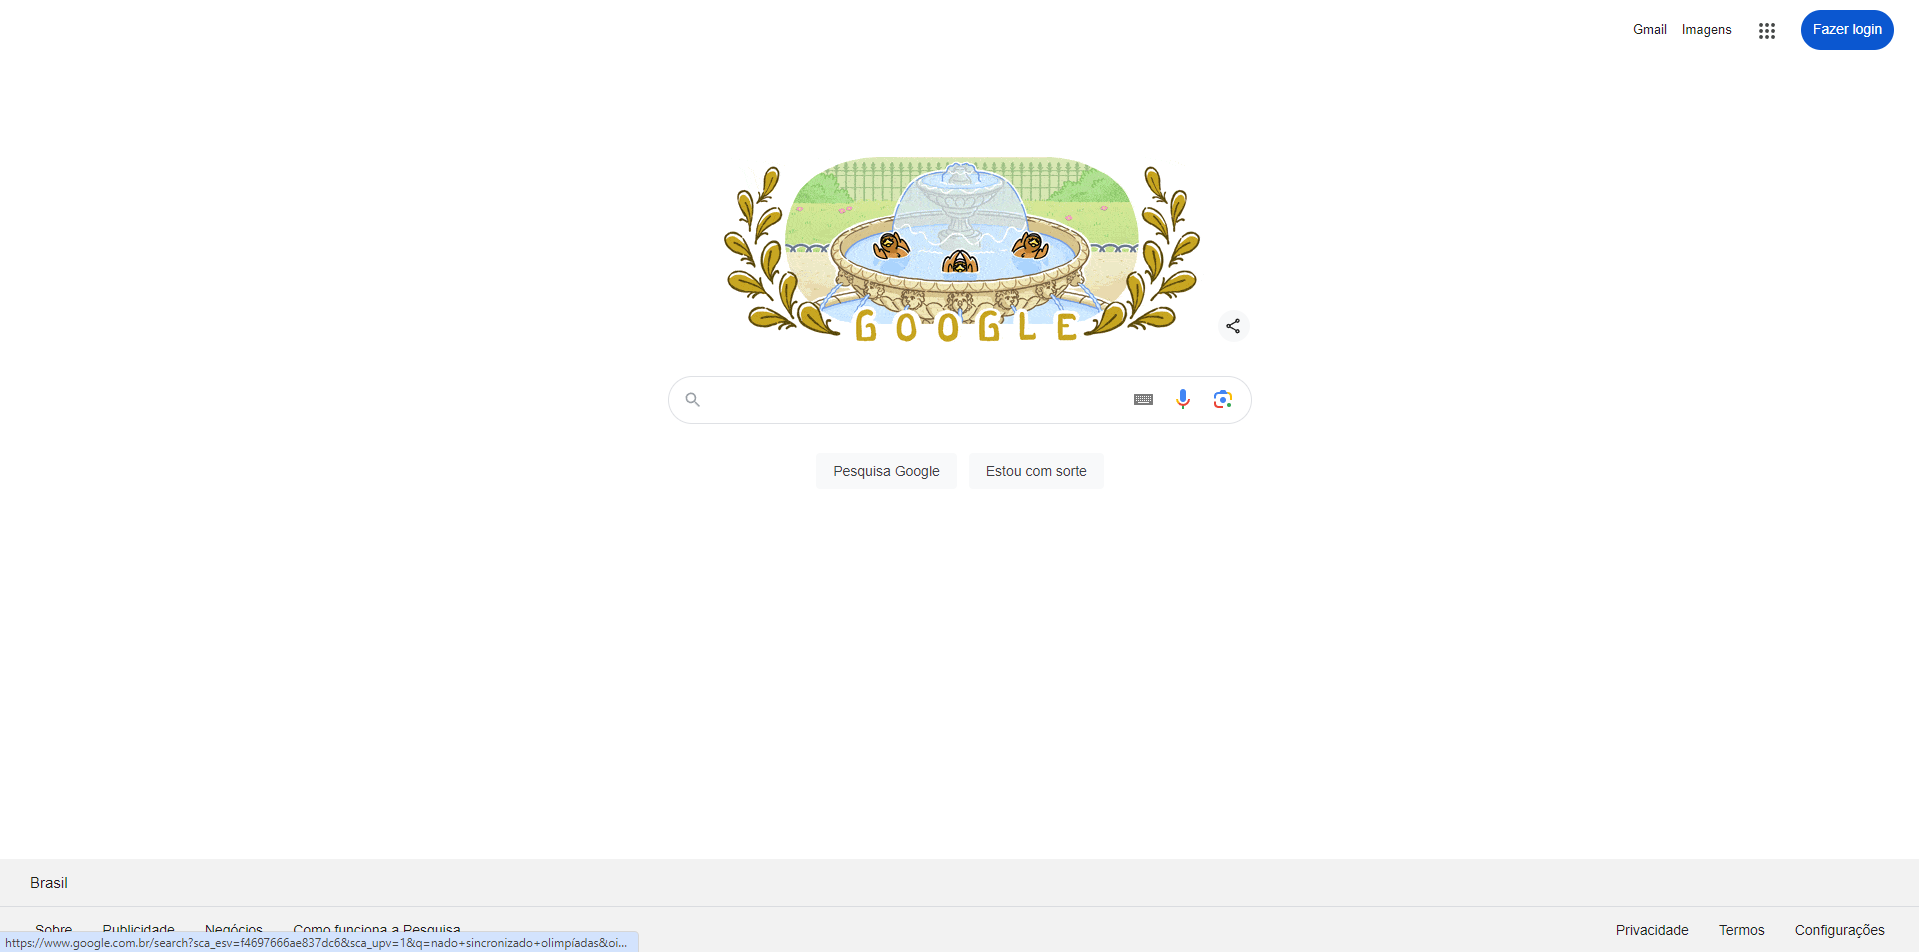 Gmail Imagens Fazer login
GOOGLE
Pesquisa Google Estou com sorte
Brasil
Sobre Publicidade Negócios Como funciona a Pesquisa Privacidade Termos Configurações
https://www.google.com.br/search?sca_esv=f4697666ae837dc6&sca_upv=1&q=nado+sincronizado+olimpíadas&oi...